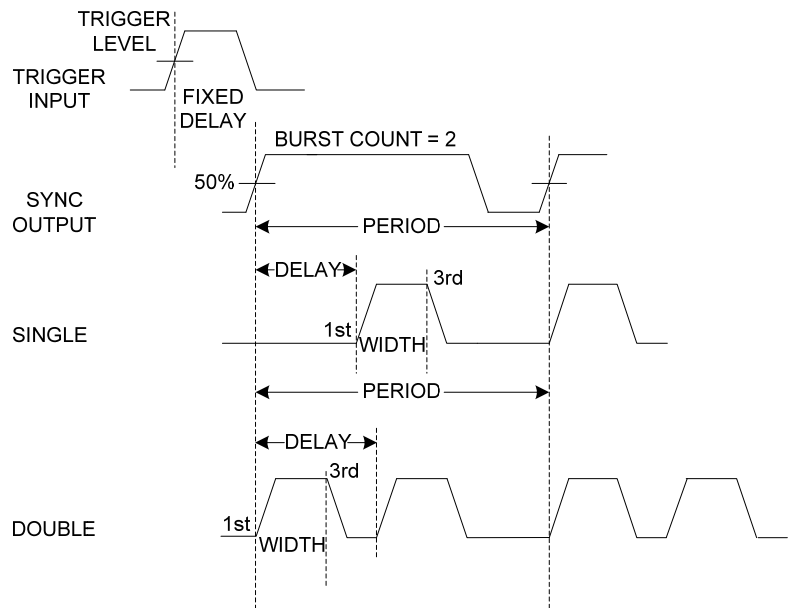 TRIGGER
LEVEL
TRIGGER
INPUT
FIXED
DELAY
BURST COUNT = 2
50%
SYNC
OUTPUT
PERIOD
DELAY
3rd
SINGLE
1st
WIDTH
PERIOD
DELAY
3rd
DOUBLE
1st
WIDTH